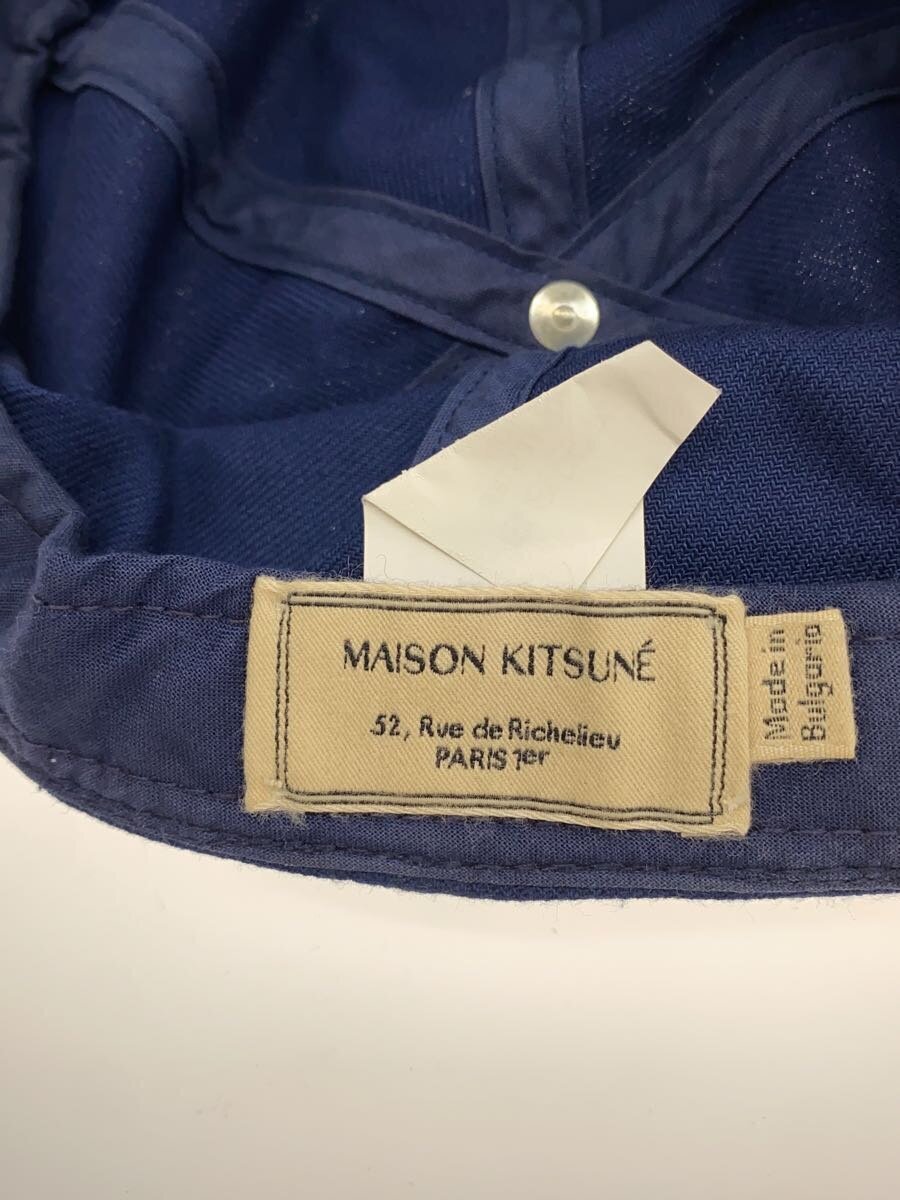 MAISON KITSUNÉ
52, Rue de Richelieu
PARIS 1er
Made in
Bulgaria